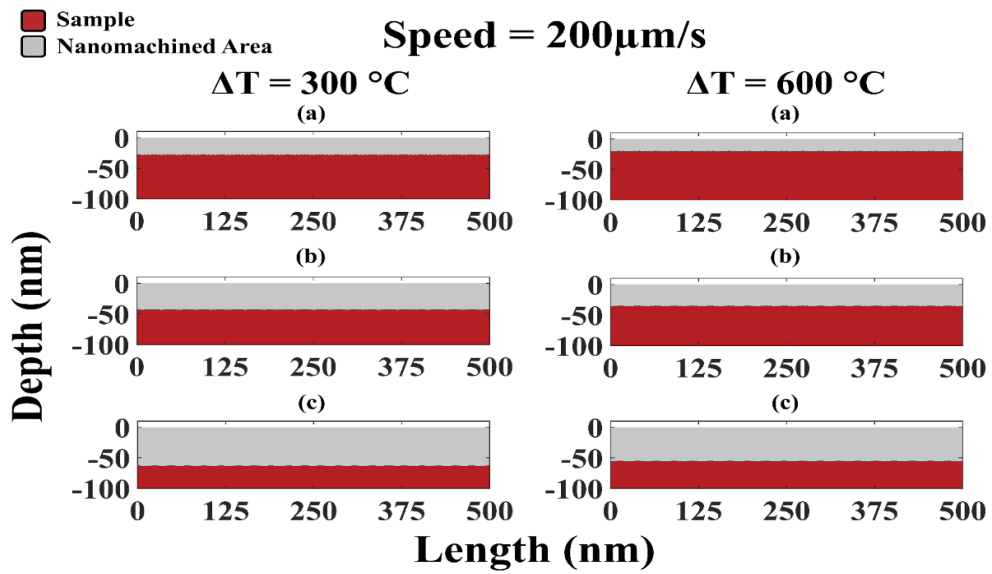 Sample
Nanomachined Area
Speed = 200µm/s
ΔT = 300 °C
ΔT = 600 °C
Depth (nm)
(a)
0
-50
-100
0 125 250 375 500
(b)
0
-50
-100
0 125 250 375 500
(c)
0
-50
-100
0 125 250 375 500
(a)
0
-50
-100
0 125 250 375 500
(b)
0
-50
-100
0 125 250 375 500
(c)
0
-50
-100
0 125 250 375 500
Length (nm)